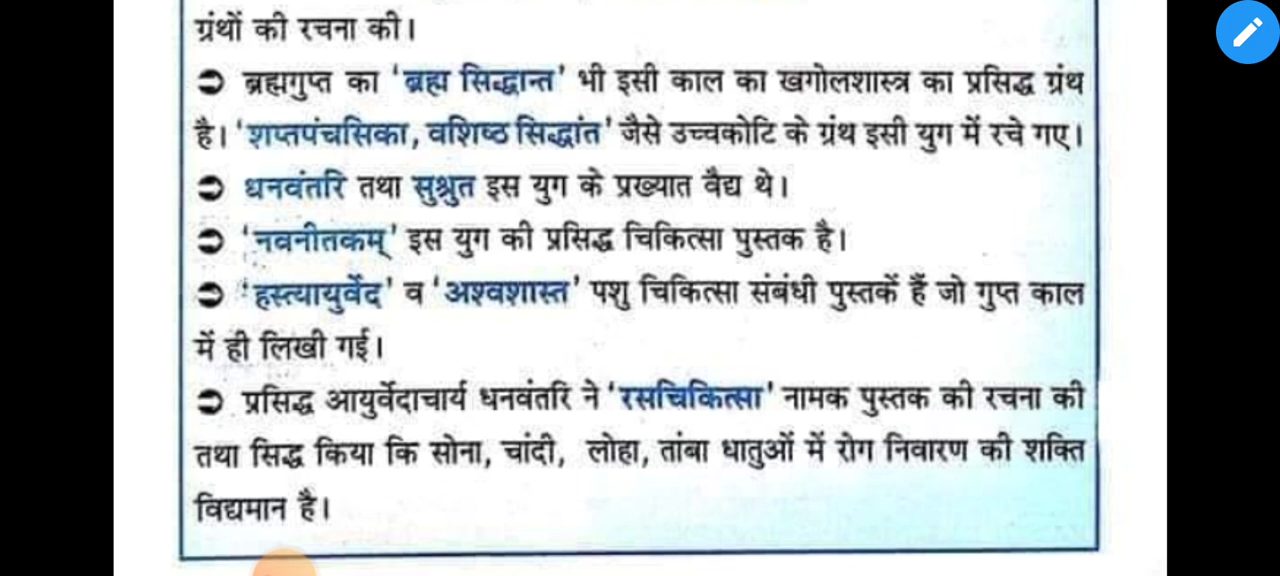 ग्रंथों की रचना की।
➲ ब्रह्मगुप्त का 'ब्रह्म सिद्धान्त' भी इसी काल का खगोलशास्त्र का प्रसिद्ध ग्रंथ
है। 'शप्तपंचसिका, वशिष्ठ सिद्धांत' जैसे उच्चकोटि के ग्रंथ इसी युग में रचे गए।
➲ धनवंतरि तथा सुश्रुत इस युग के प्रख्यात वैद्य थे।
➲ 'नवनीतकम्' इस युग की प्रसिद्ध चिकित्सा पुस्तक है।
➲ 'हस्त्यायुर्वेद' व 'अश्वशास्त' पशु चिकित्सा संबंधी पुस्तकें हैं जो गुप्त काल
में ही लिखी गई।
➲ प्रसिद्ध आयुर्वेदाचार्य धनवंतरि ने 'रसचिकित्सा' नामक पुस्तक की रचना की
तथा सिद्ध किया कि सोना, चांदी, लोहा, तांबा धातुओं में रोग निवारण की शक्ति
विद्यमान है।